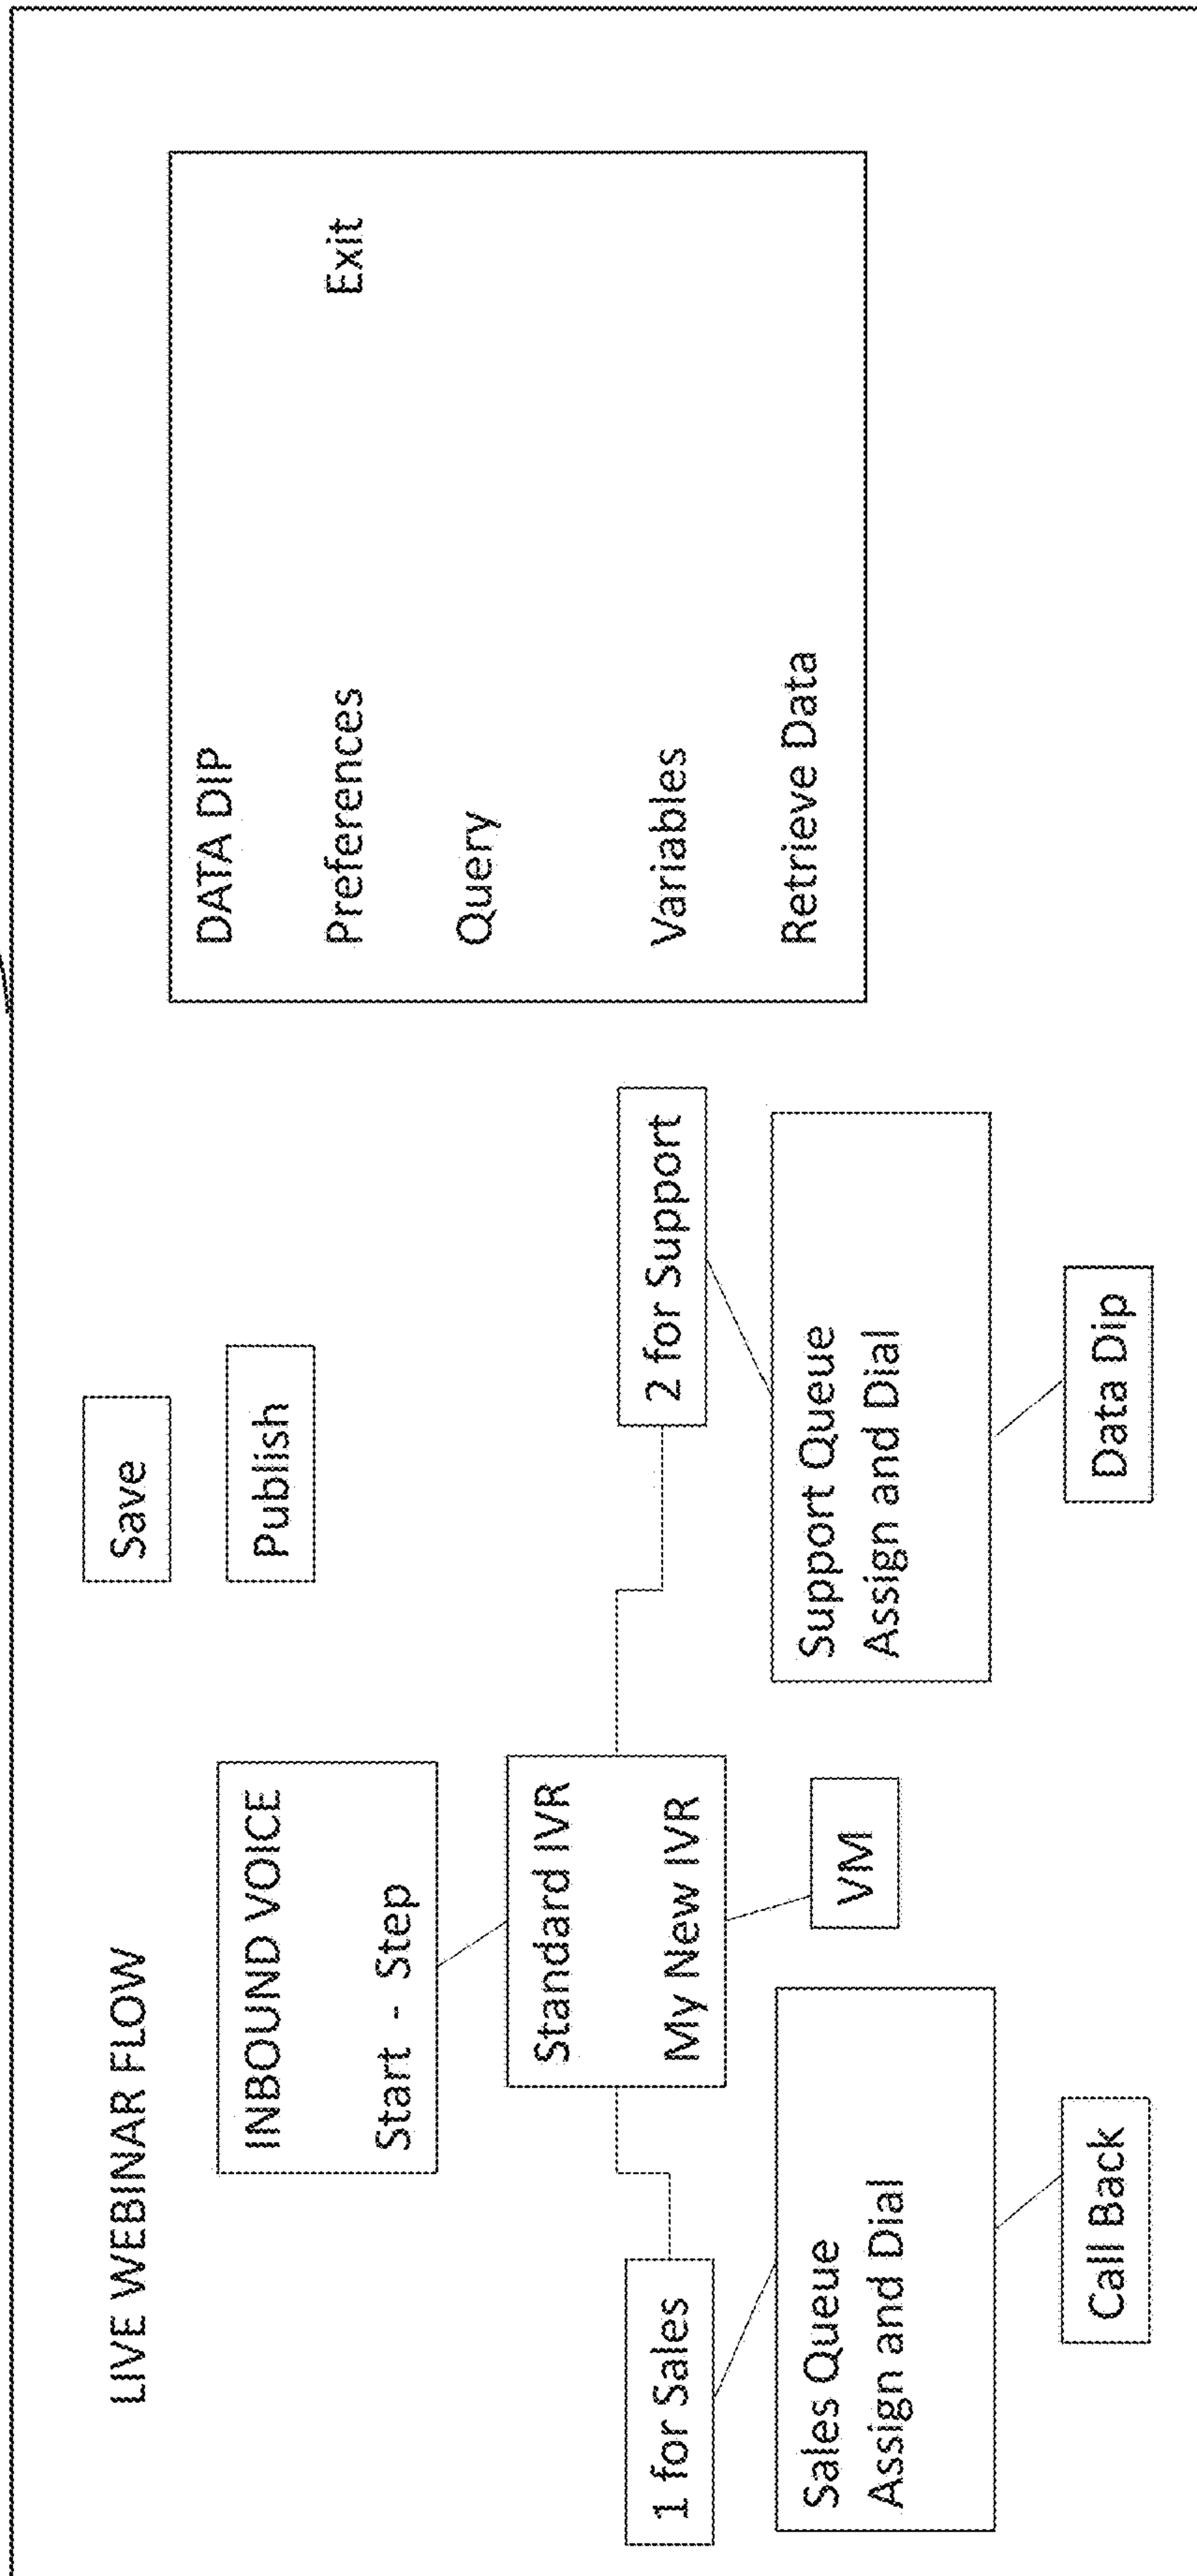 LIVE WEBINAR FLOW
Save
Publish
INBOUND VOICE
Start - Step
Standard IVR
My New IVR
1 for Sales
2 for Support
VM
Sales Queue
Assign and Dial
Support Queue
Assign and Dial
Call Back
Data Dip
DATA DIP
Preferences
Exit
Query
Variables
Retrieve Data